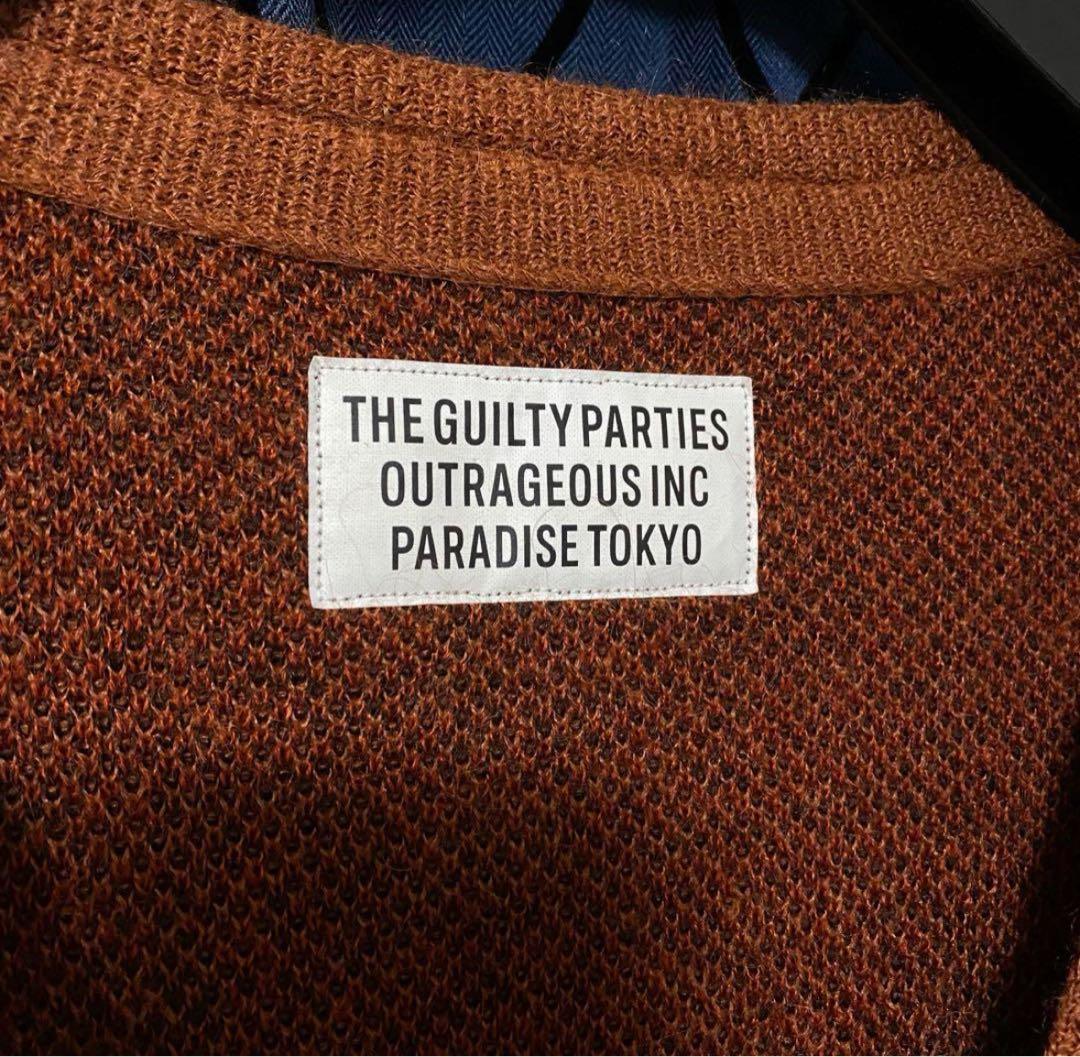 THE GUILTY PARTIES
OUTRAGEOUS INC
PARADISE TOKYO